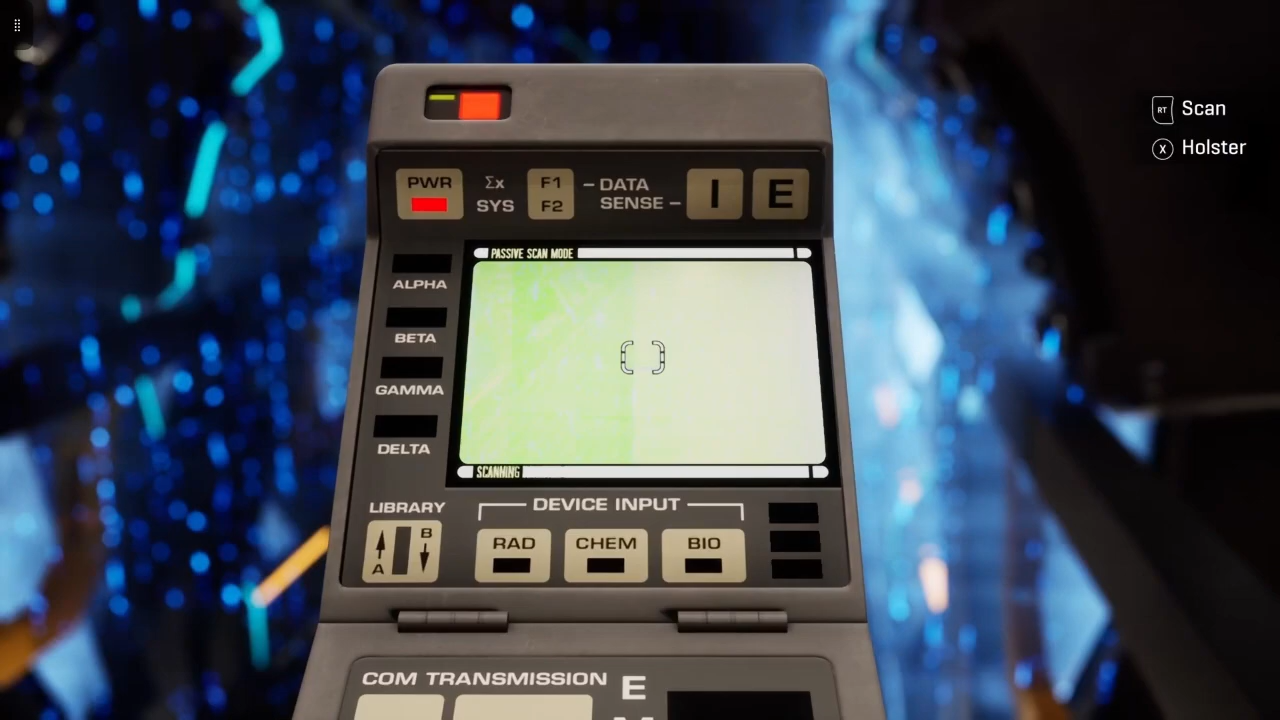 RT Scan
X Holster
PWR
Σx
SYS
F1
F2
– DATA
SENSE –
I
E
PASSIVE SCAN MODE
ALPHA
BETA
GAMMA
DELTA
SCANNING
LIBRARY
A
B
DEVICE INPUT
RAD
CHEM
BIO
COM TRANSMISSION
E